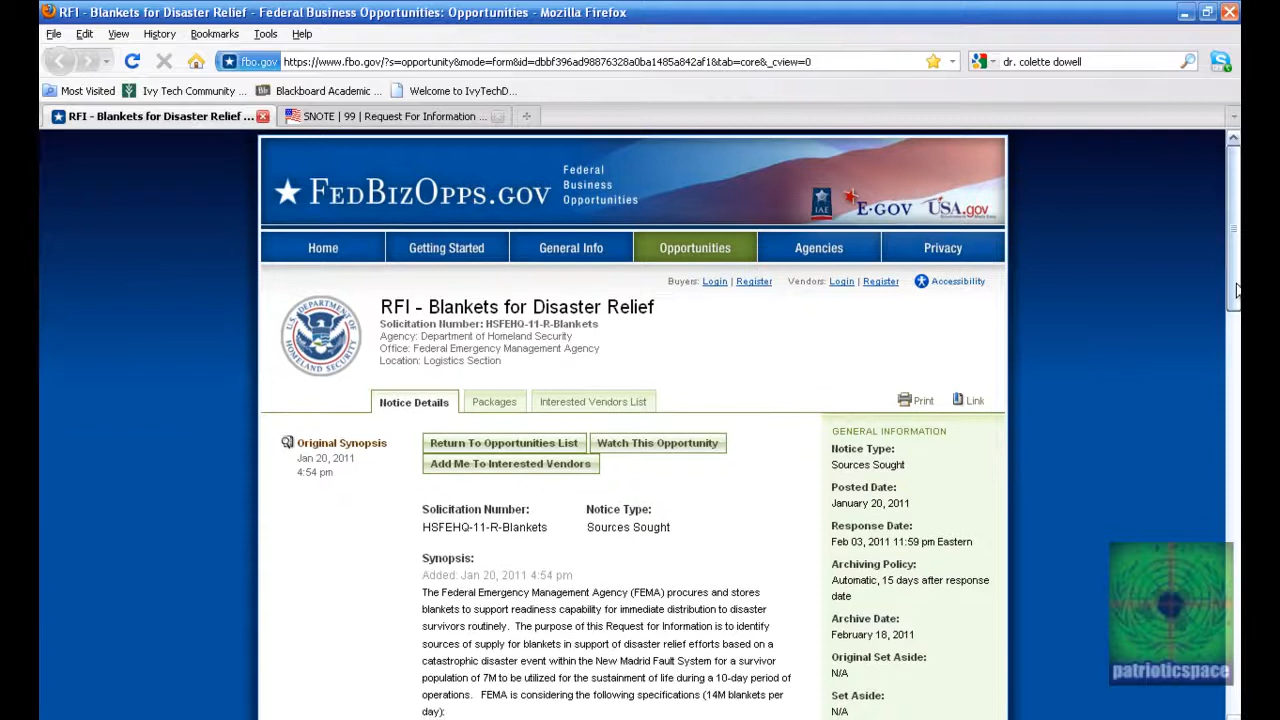 RFI - Blankets for Disaster Relief - Federal Business Opportunities: Opportunities - Mozilla Firefox
File Edit View History Bookmarks Tools Help
fbo.gov https://www.fbo.gov/?s=opportunity&mode=form&id=dbbf396ad98876328a0ba1485a842af1&tab=core&_cview=0 dr. colette dowell
Most Visited Ivy Tech Community ... Blackboard Academic ... Welcome to IvyTechD...
RFI - Blankets for Disaster Relief ... SNOTE | 99 | Request For Information ...
FedBizOpps.gov
Federal
Business
Opportunities
IAE E-GOV USA.gov
Home Getting Started General Info Opportunities Agencies Privacy
Buyers: Login | Register Vendors: Login | Register Accessibility
U.S. DEPARTMENT OF HOMELAND SECURITY
RFI - Blankets for Disaster Relief
Solicitation Number: HSFEHQ-11-R-Blankets
Agency: Department of Homeland Security
Office: Federal Emergency Management Agency
Location: Logistics Section
Notice Details Packages Interested Vendors List Print Link
Original Synopsis
Jan 20, 2011
4:54 pm
Return To Opportunities List Watch This Opportunity
Add Me To Interested Vendors
Solicitation Number: Notice Type:
HSFEHQ-11-R-Blankets Sources Sought
Synopsis:
Added: Jan 20, 2011 4:54 pm
The Federal Emergency Management Agency (FEMA) procures and stores
blankets to support readiness capability for immediate distribution to disaster
survivors routinely. The purpose of this Request for Information is to identify
sources of supply for blankets in support of disaster relief efforts based on a
catastrophic disaster event within the New Madrid Fault System for a survivor
population of 7M to be utilized for the sustainment of life during a 10-day period of
operations. FEMA is considering the following specifications (14M blankets per
day):
GENERAL INFORMATION
Notice Type:
Sources Sought
Posted Date:
January 20, 2011
Response Date:
Feb 03, 2011 11:59 pm Eastern
Archiving Policy:
Automatic, 15 days after response
date
Archive Date:
February 18, 2011
Original Set Aside:
N/A
Set Aside:
N/A
patrioticspace